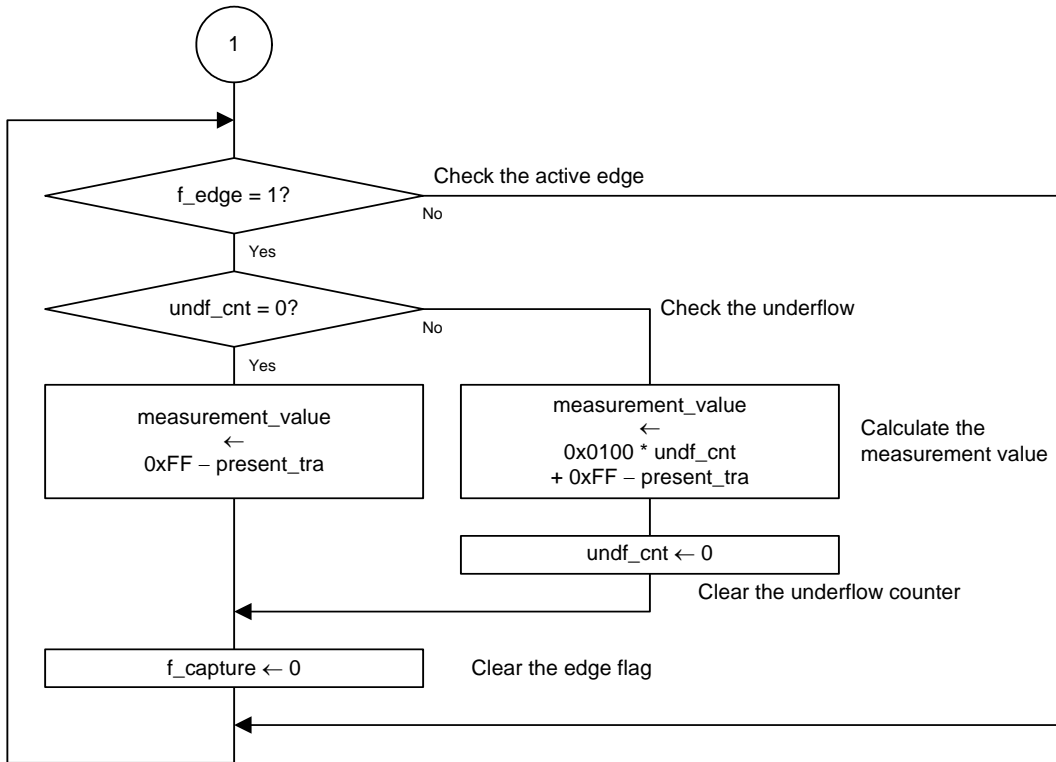 1
Check the active edge
f_edge = 1?
No
Yes
Check the underflow
undf_cnt = 0?
No
Yes
measurement_value
←
0xFF – present_tra
measurement_value
←
0x0100 * undf_cnt
+ 0xFF – present_tra
Calculate the
measurement value
undf_cnt ← 0
Clear the underflow counter
f_capture ← 0
Clear the edge flag